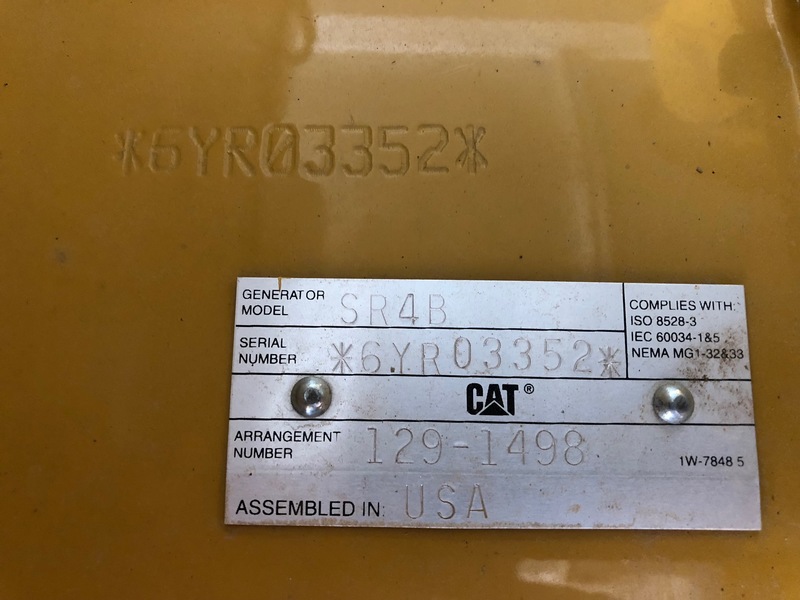 *6YR03352*
GENERATOR MODEL SR4B
SERIAL NUMBER *6YR03352*
COMPLIES WITH:
ISO 8528-3
IEC 60034-1&5
NEMA MG1-32&33
CAT®
ARRANGEMENT NUMBER 129-1498
1W-7848 5
ASSEMBLED IN: USA